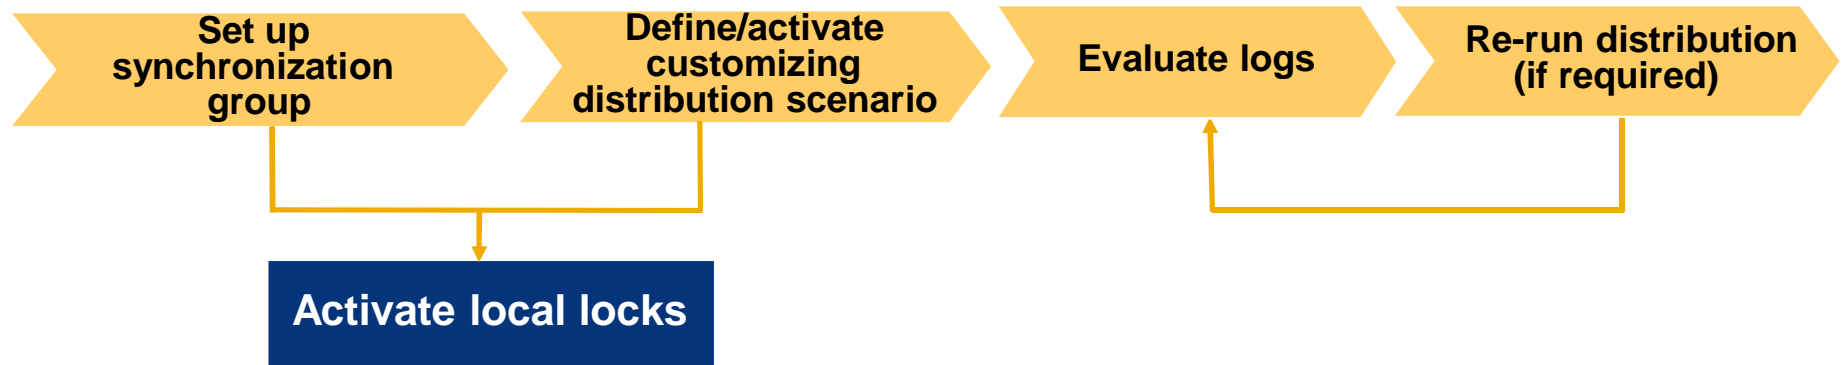 Set up
synchronization
group
Define/activate
customizing
distribution scenario
Evaluate logs
Re-run distribution
(if required)
Activate local locks